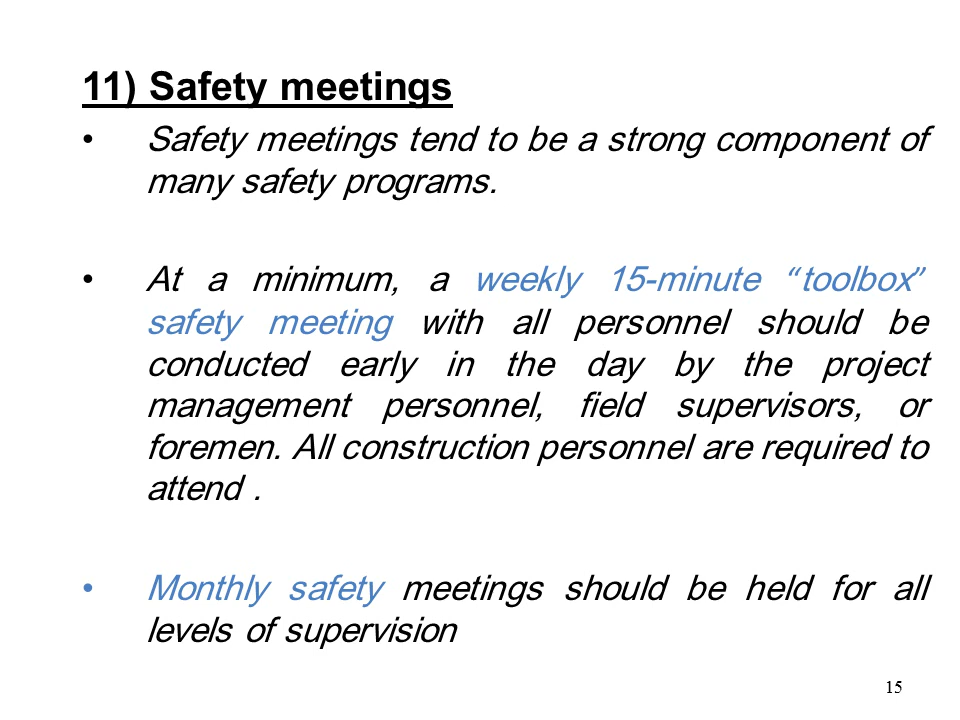 11) Safety meetings
• Safety meetings tend to be a strong component of
many safety programs.
• At a minimum, a weekly 15-minute “toolbox”
safety meeting with all personnel should be
conducted early in the day by the project
management personnel, field supervisors, or
foremen. All construction personnel are required to
attend .
• Monthly safety meetings should be held for all
levels of supervision
15